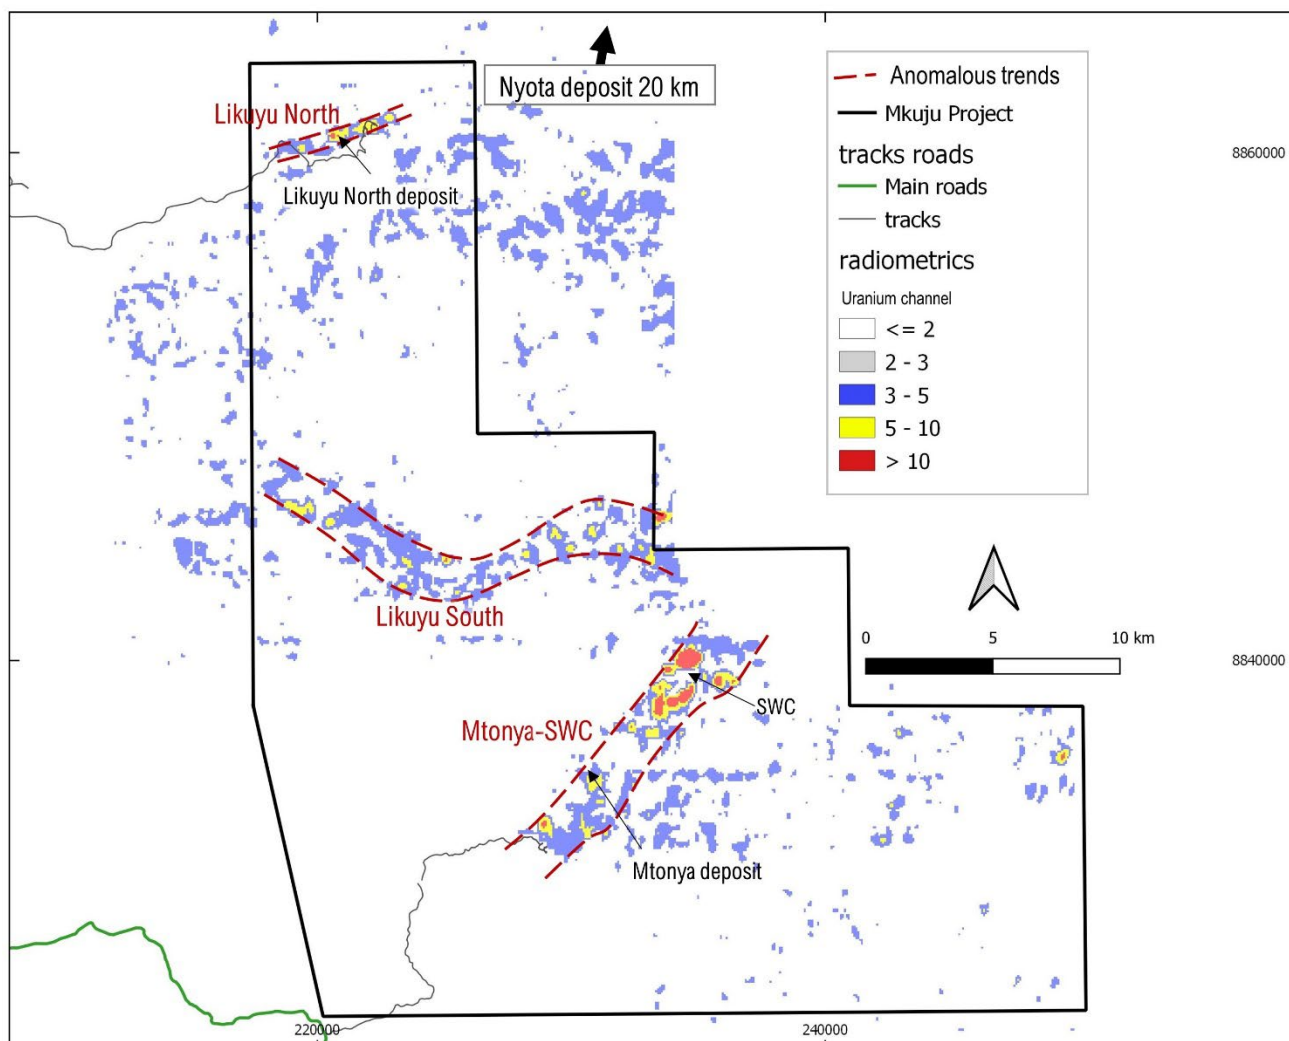 Nyota deposit 20 km
Likuyu North
Likuyu North deposit
Anomalous trends
Mkuju Project
tracks roads
Main roads
tracks
radiometrics
Uranium channel
<= 2
2 - 3
3 - 5
5 - 10
> 10
8860000
Likuyu South
0 5 10 km
8840000
SWC
Mtonya-SWC
Mtonya deposit
220000
240000